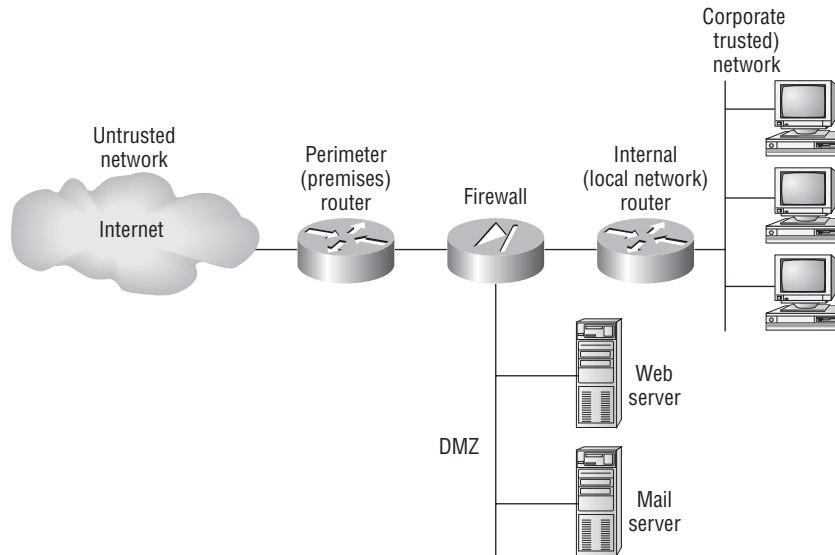 Corporate
trusted)
network
Untrusted
network
Internet
Perimeter
(premises)
router
Firewall
Internal
(local network)
router
Web
server
DMZ
Mail
server